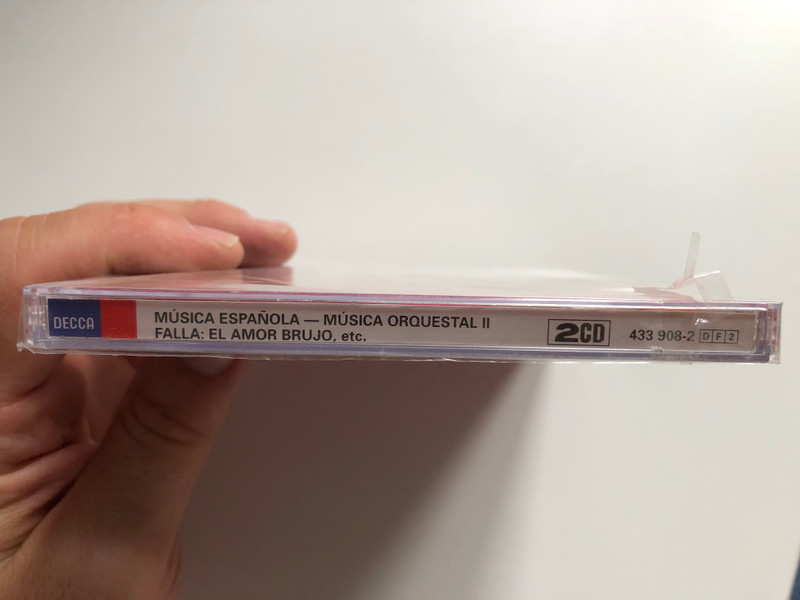 DECCA
MÚSICA ESPAÑOLA — MÚSICA ORQUESTAL II
FALLA: EL AMOR BRUJO, etc.
2CD
433 908-2 DF2